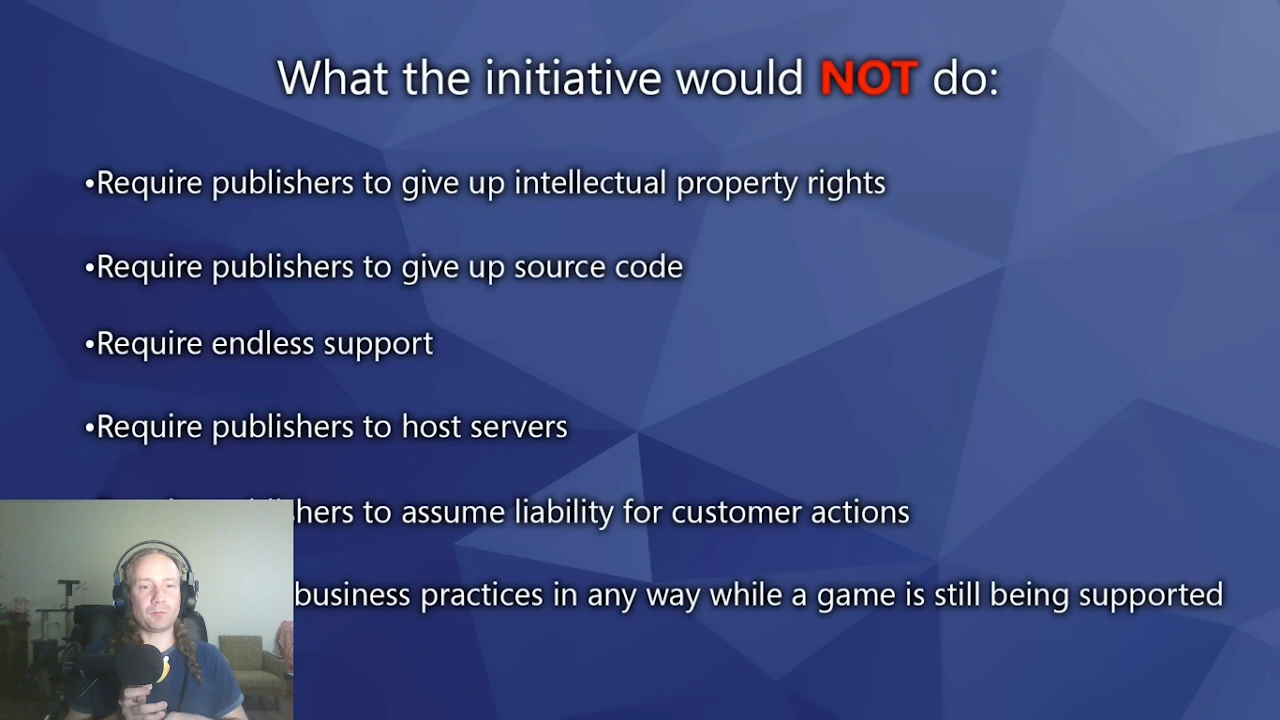 What the initiative would NOT do:
•Require publishers to give up intellectual property rights
•Require publishers to give up source code
•Require endless support
•Require publishers to host servers
to assume liability for customer actions
business practices in any way while a game is still being supported